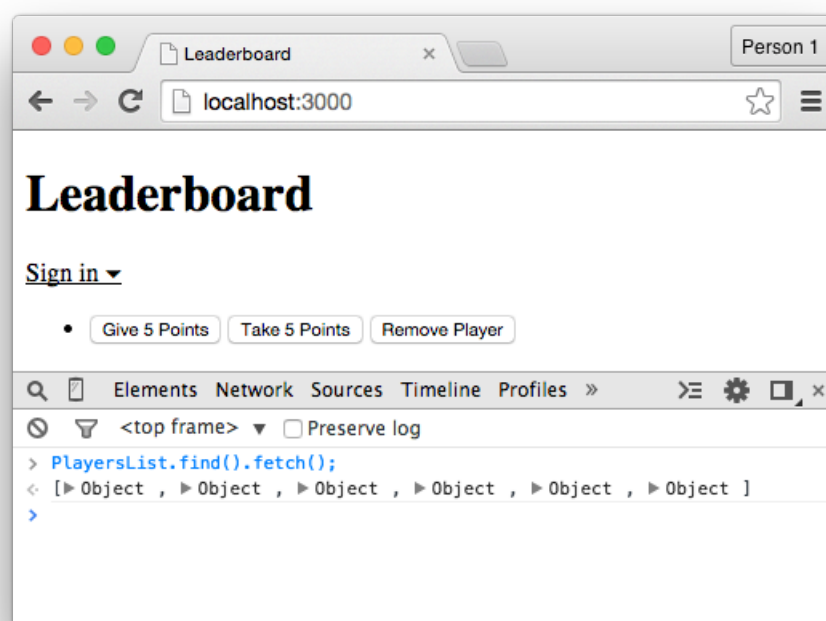 Leaderboard
Person 1
localhost:3000
Leaderboard
Sign in
Give 5 Points Take 5 Points Remove Player
Elements Network Sources Timeline Profiles »
<top frame> ▼ Preserve log
> PlayersList.find().fetch();
[▶ Object , ▶ Object , ▶ Object , ▶ Object , ▶ Object , ▶ Object ]
>